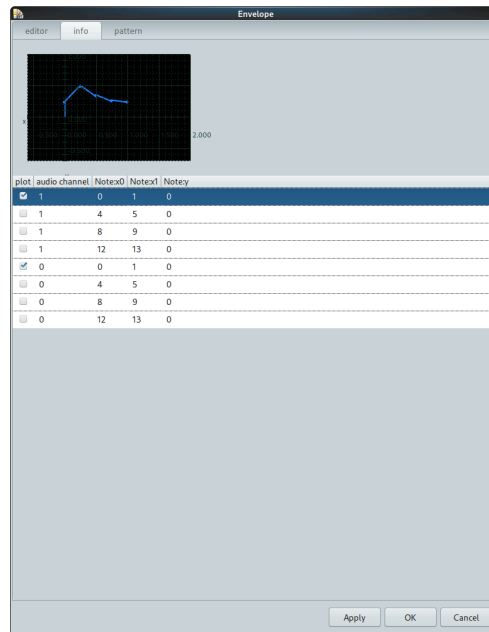 Envelope
editor info pattern
x
2.000
plot audio channel Note:x0 Note:x1 Note:y
1 0 1 0
1 4 5 0
1 8 9 0
1 12 13 0
0 0 1 0
0 4 5 0
0 8 9 0
0 12 13 0
Apply OK Cancel